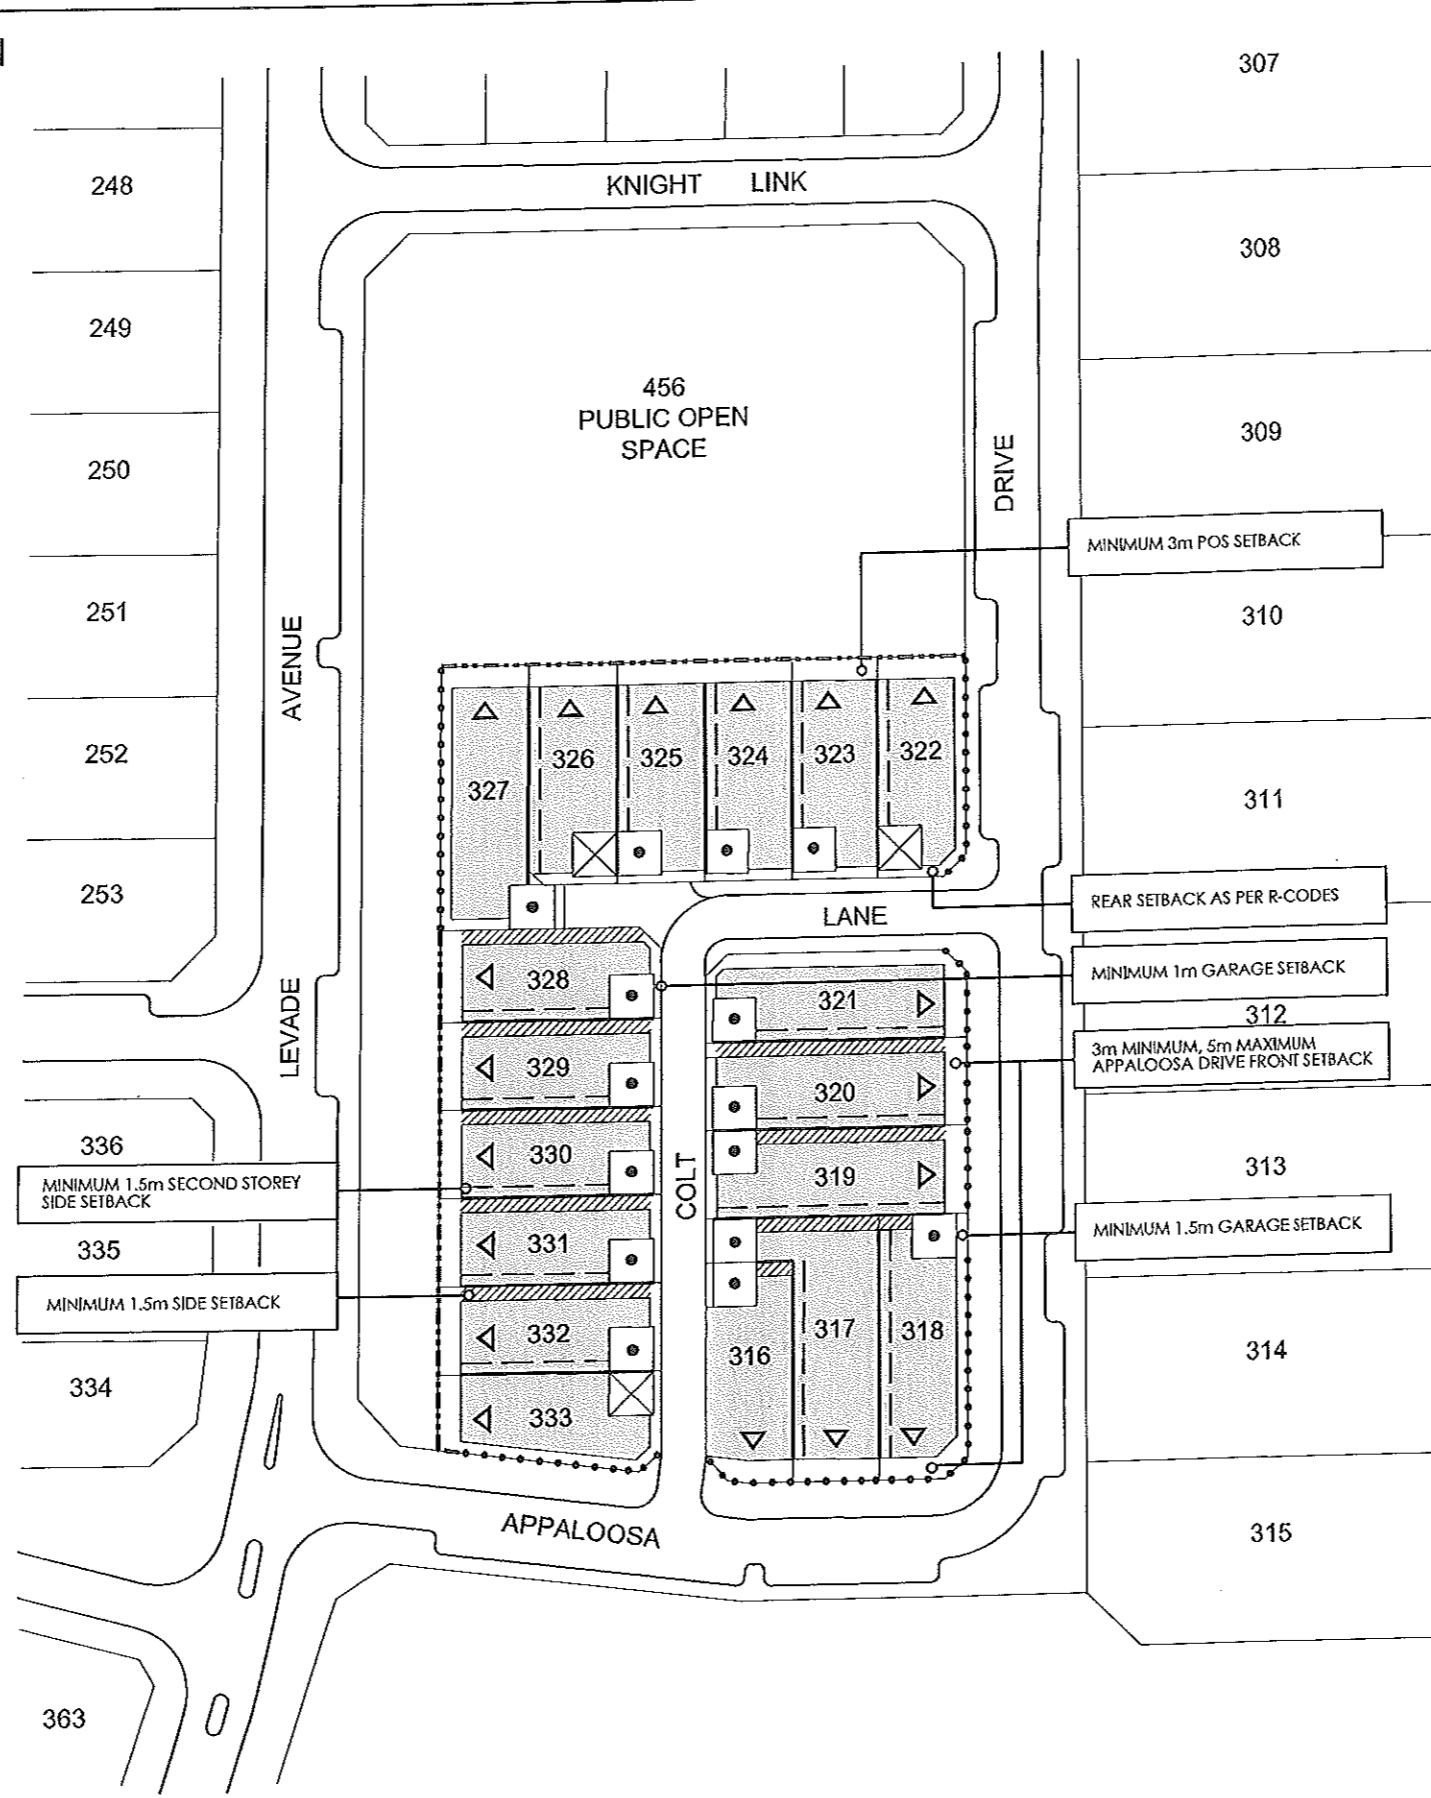 307
248
KNIGHT LINK
308
249
456
PUBLIC OPEN
SPACE
309
250
DRIVE
MINIMUM 3m POS SETBACK
251
310
AVENUE
252
326
325
324
323
322
327
311
253
REAR SETBACK AS PER R-CODES
LANE
MINIMUM 1m GARAGE SETBACK
328
321
312
LEVADE
3m MINIMUM, 5m MAXIMUM
APPALOOSA DRIVE FRONT SETBACK
329
320
336
330
319
313
MINIMUM 1.5m SECOND STOREY
SIDE SETBACK
COLT
335
331
MINIMUM 1.5m GARAGE SETBACK
MINIMUM 1.5m SIDE SETBACK
332
316
317
318
314
334
333
APPALOOSA
315
363